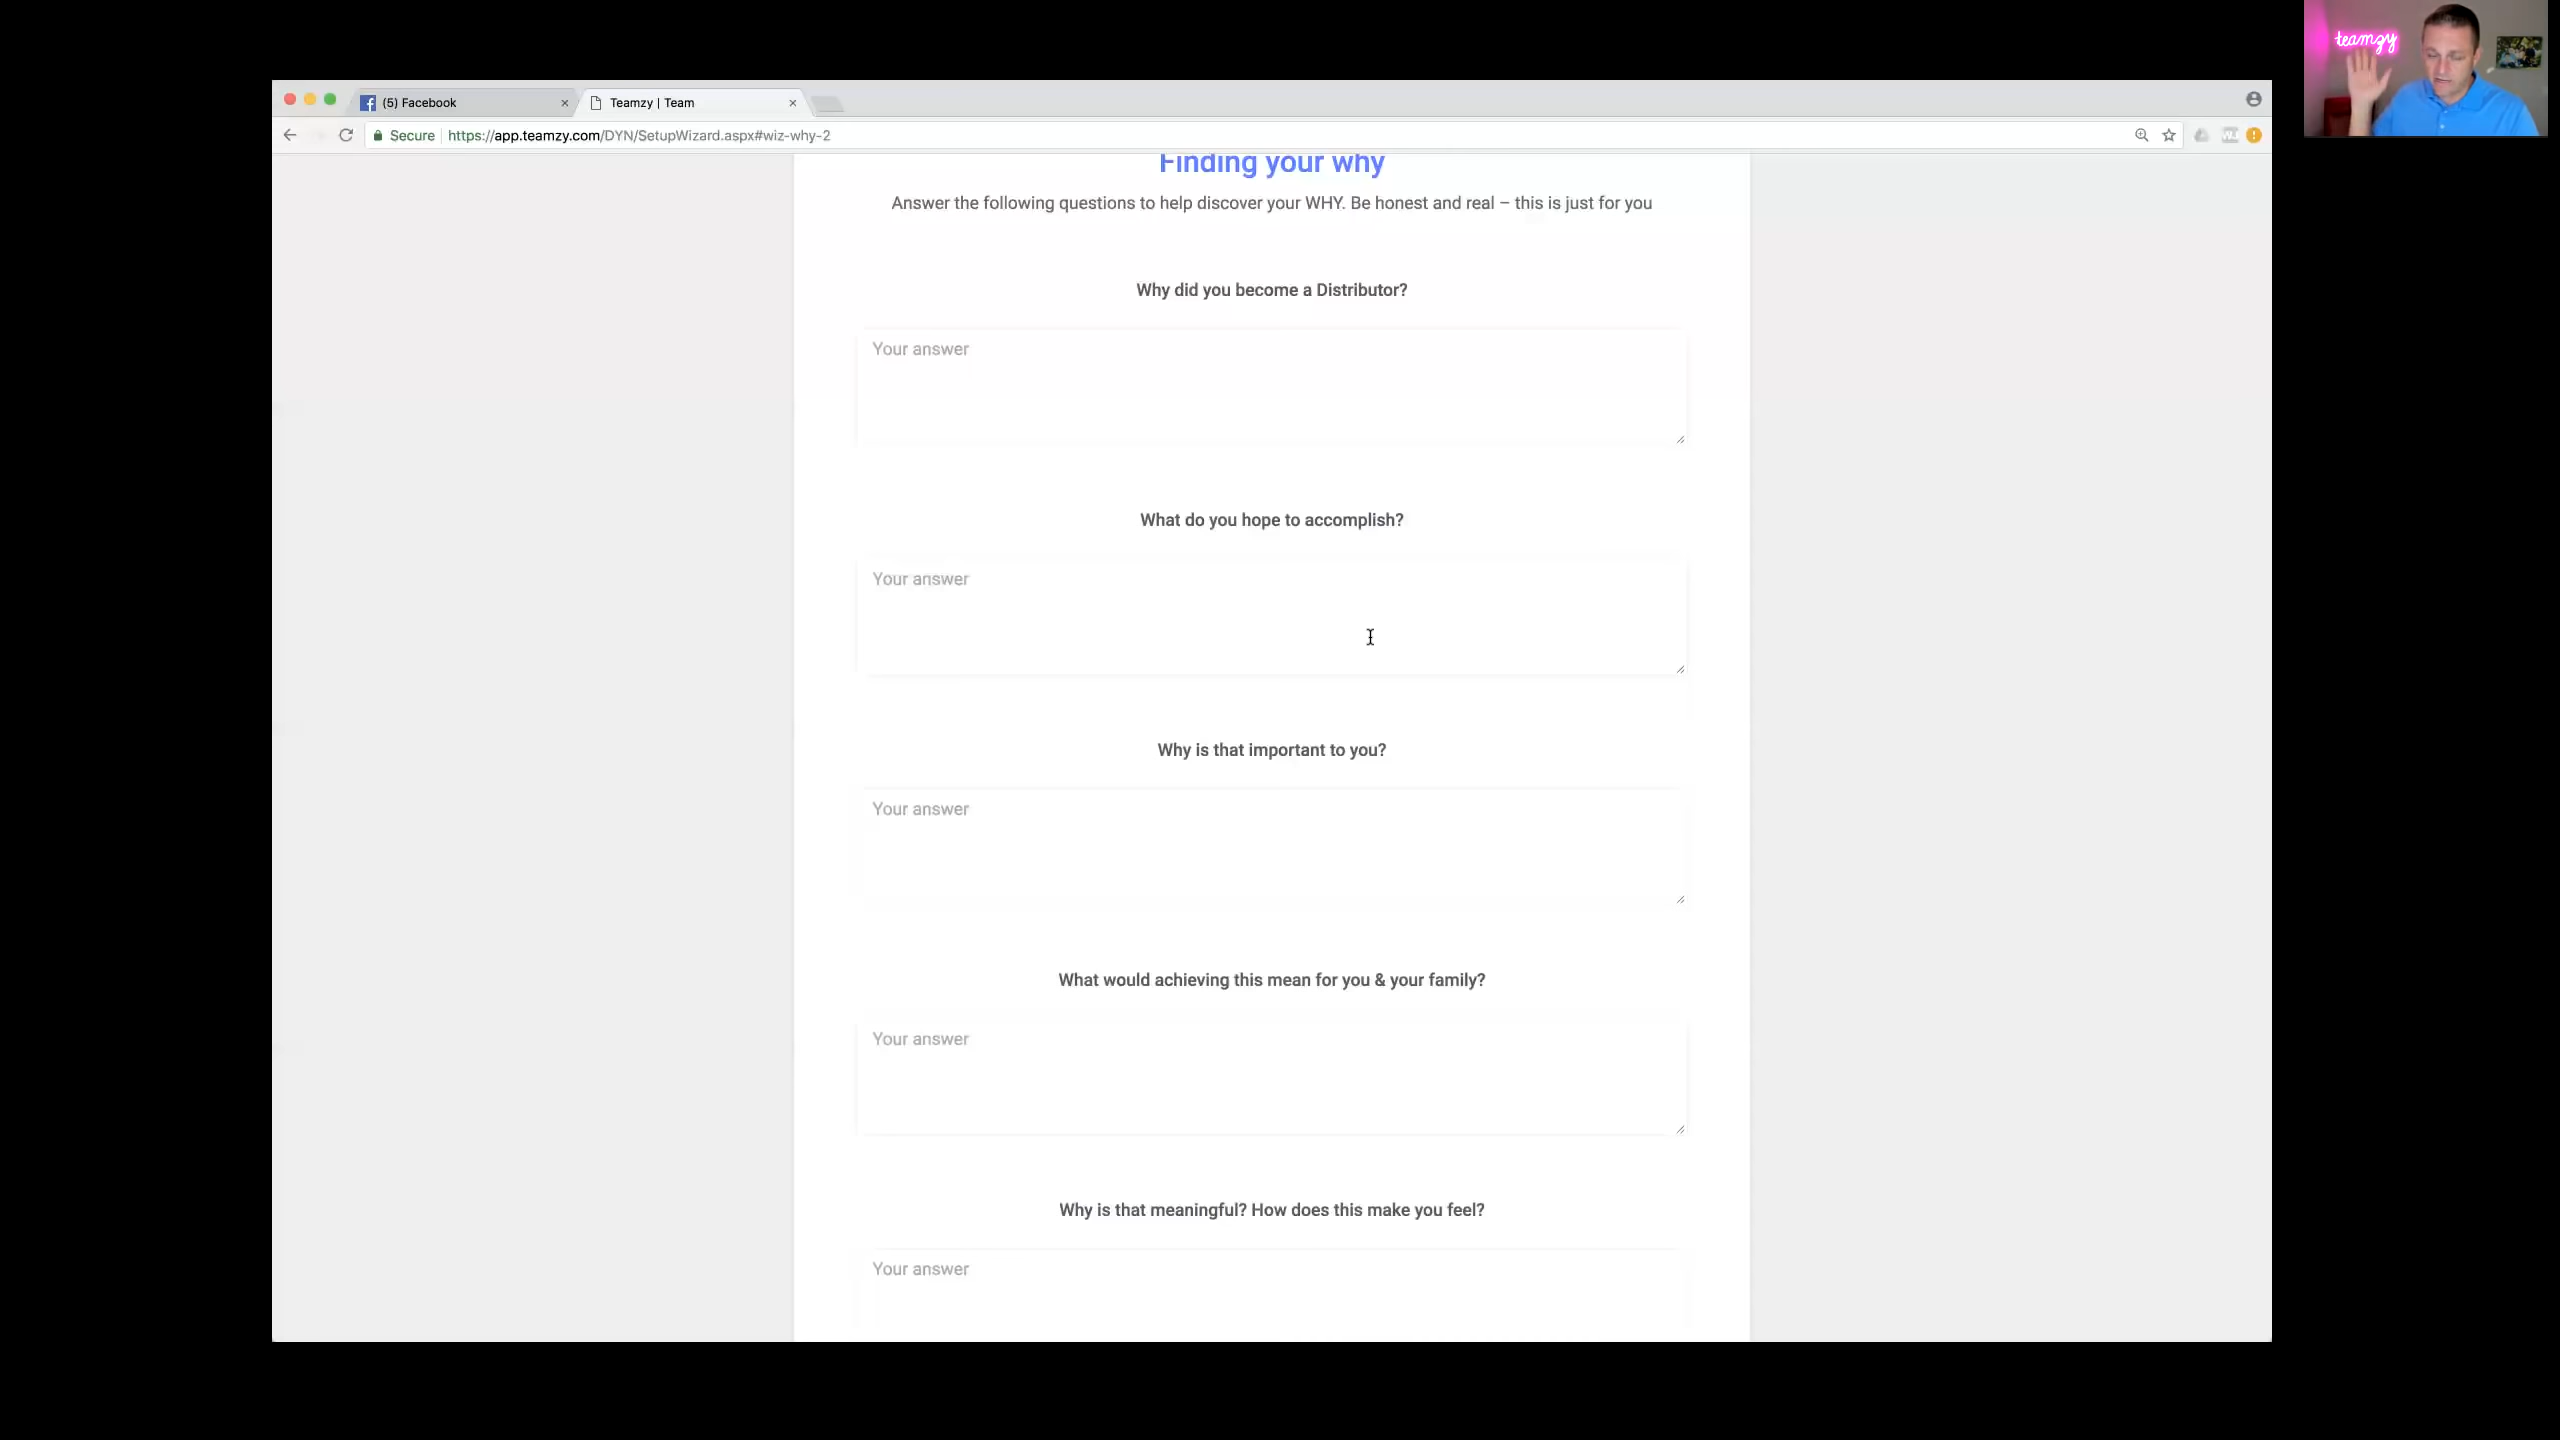 teamzy
(5) Facebook
Teamzy | Team
Secure
https://app.teamzy.com/DYN/SetupWizard.aspx#wiz-why-2
Finding your why
Answer the following questions to help discover your WHY. Be honest and real – this is just for you
Why did you become a Distributor?
Your answer
What do you hope to accomplish?
Your answer
Why is that important to you?
Your answer
What would achieving this mean for you & your family?
Your answer
Why is that meaningful? How does this make you feel?
Your answer